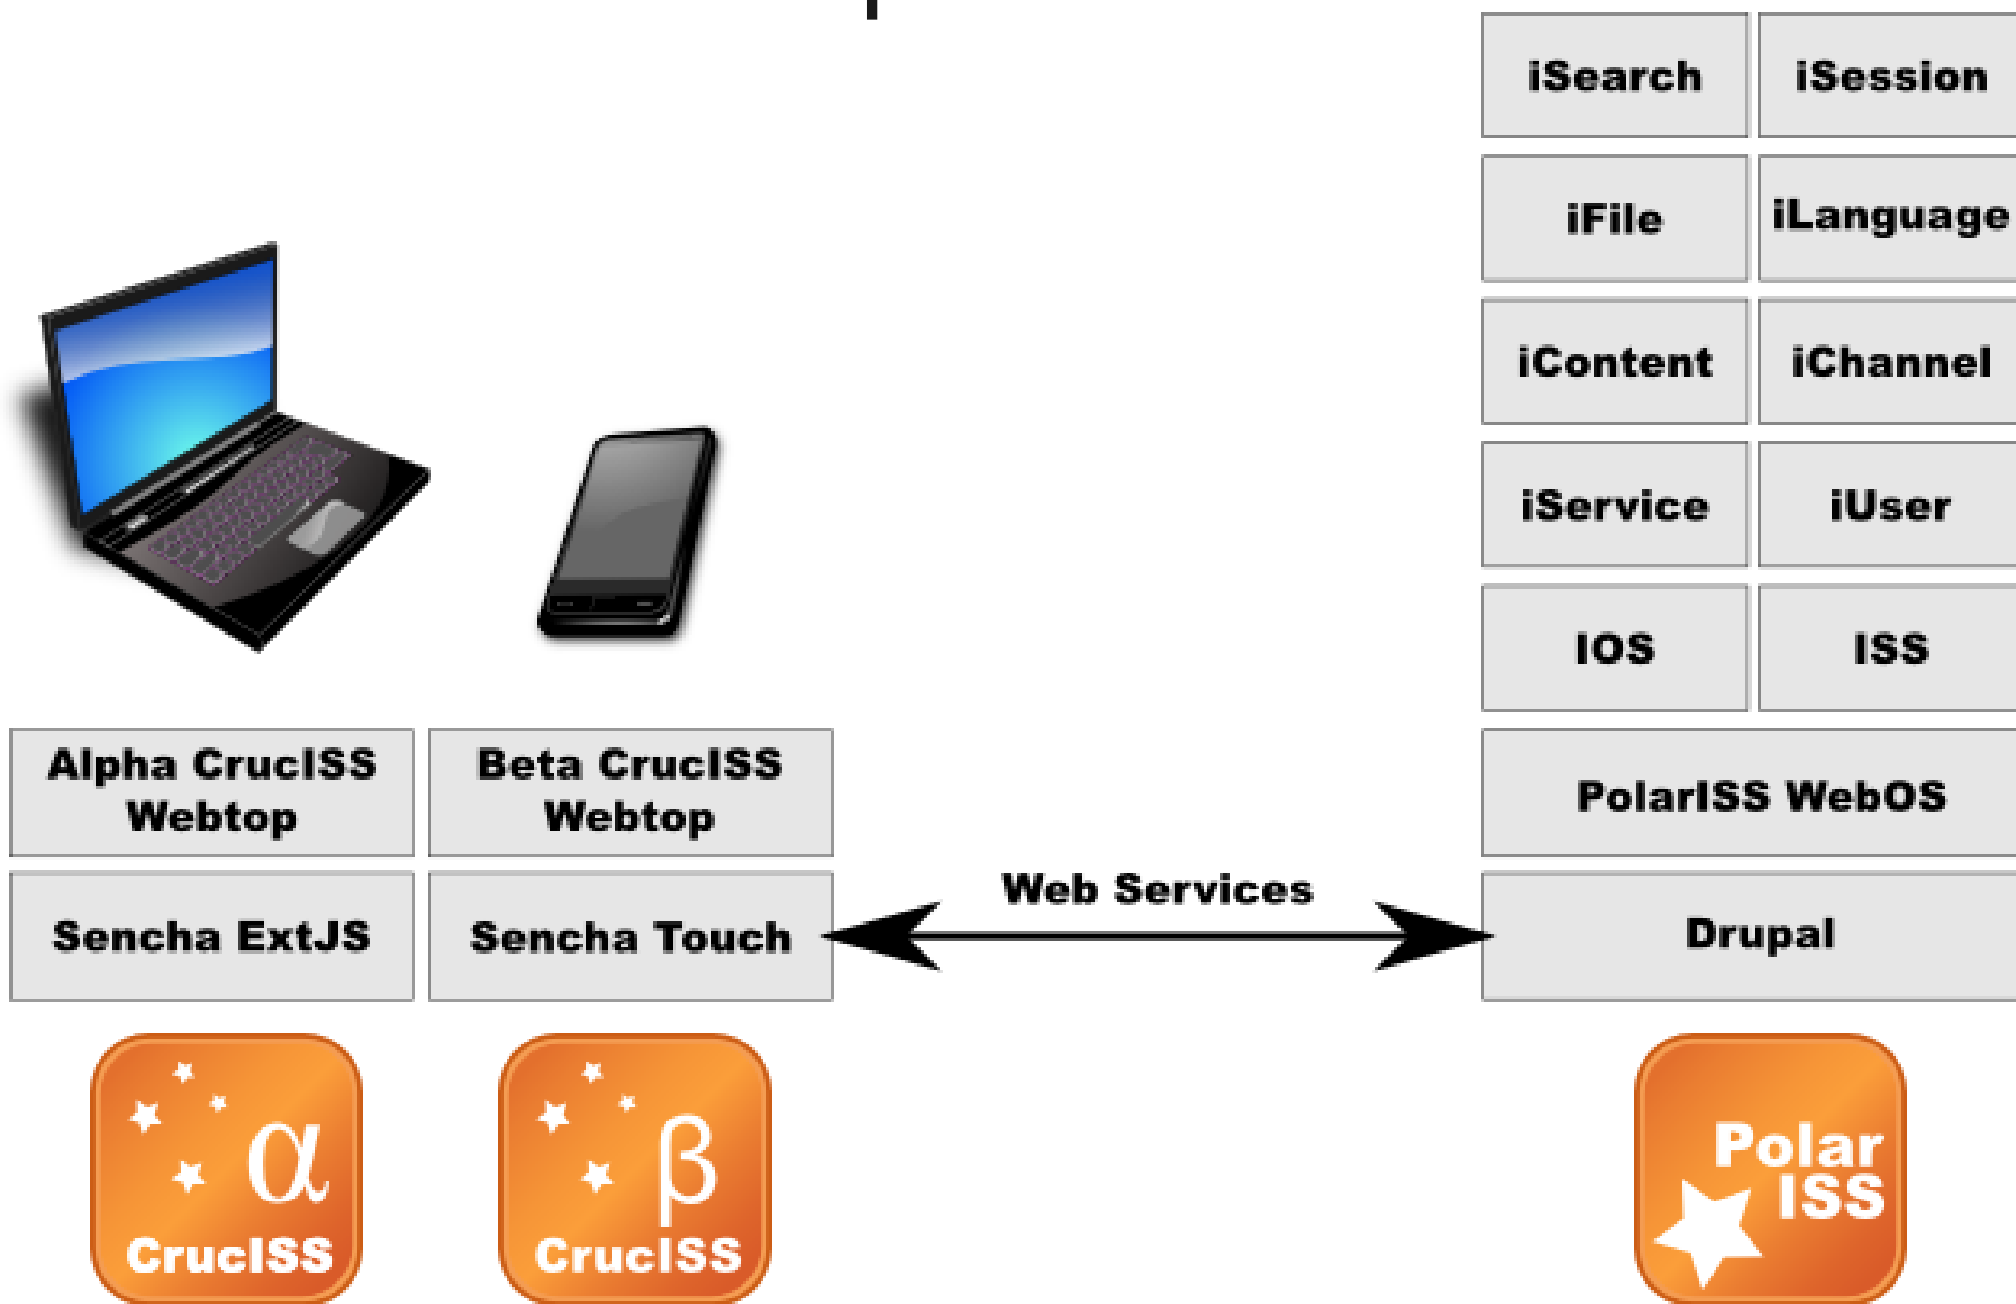 iSearch
iSession
iFile
iLanguage
iContent
iChannel
iService
iUser
IOS
ISS
Alpha CrucISS
Webtop
Beta CrucISS
Webtop
PolarISS WebOS
Sencha ExtJS
Sencha Touch
Web Services
Drupal
α
CrucISS
β
CrucISS
Polar
ISS